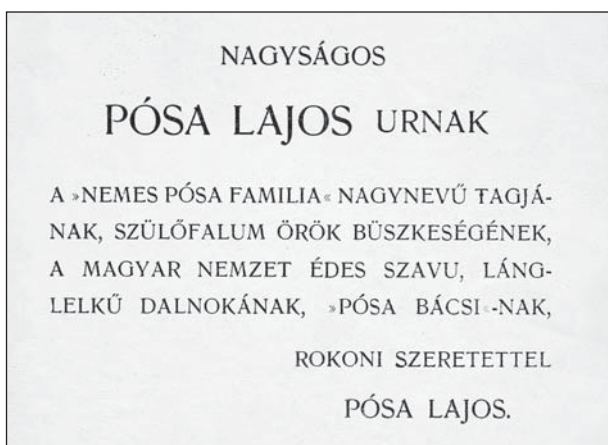 NAGYSÁGOS
PÓSA LAJOS URNAK
A »NEMES PÓSA FAMILIA« NAGYNEVŰ TAGJÁ-
NAK, SZÜLŐFALUM ÖRÖK BÜSZKESÉGÉNEK,
A MAGYAR NEMZET ÉDES SZAVU, LÁNG-
LELKŰ DALNOKÁNAK, »PÓSA BÁCSI«-NAK,
ROKONI SZERETETTEL
PÓSA LAJOS.